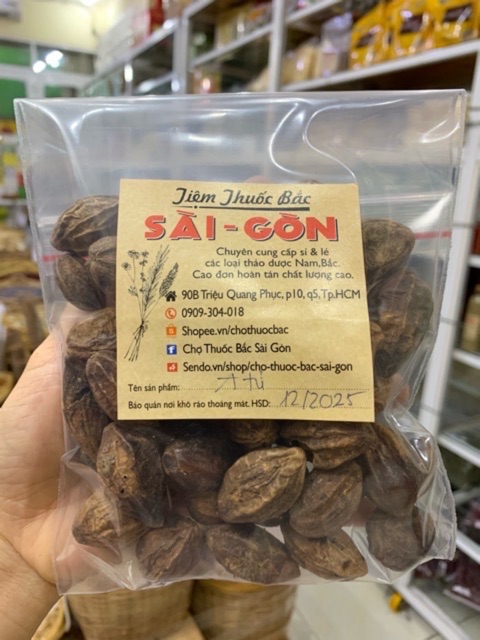 Tiệm Thuốc Bắc
SÀI-GÒN
Chuyên cung cấp sỉ & lẻ
các loại thảo dược Nam,Bắc.
Cao đơn hoàn tán chất lượng cao.
90B Triệu Quang Phục, p10, q5,Tp.HCM
0909-304-018
Shopee.vn/chothuocbac
Chợ Thuốc Bắc Sài Gòn
Sendo.vn/shop/cho-thuoc-bac-sai-gon
Tên sản phẩm:
Bảo quản nơi khô ráo thoáng mát. HSD: 12/2025